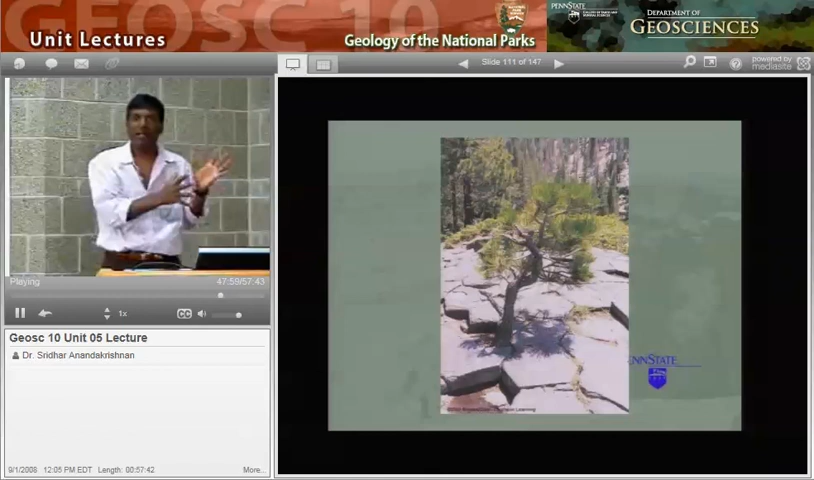 GEOSC 10
Unit Lectures
Geology of the National Parks
PENNSTATE
DEPARTMENT OF
GEOSCIENCES
Slide 111 of 147
powered by
mediasite
Playing
47:59/57:43
1x
CC
Geosc 10 Unit 05 Lecture
Dr. Sridhar Anandakrishnan
NNSTATE
9/1/2008 12:05 PM EDT Length: 00:57:42
More...